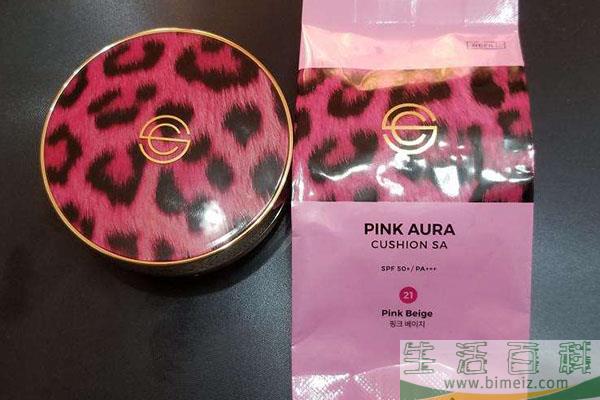 REFILL
PINK AURA
CUSHION SA
SPF 50+/ PA+++
21
Pink Beige
핑크 베이지
生活百科
www.bimeiz.com